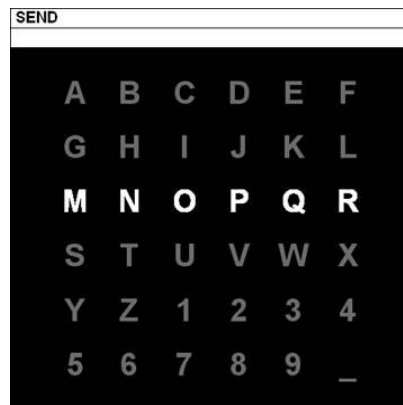 SEND
A B C D E F
G H I J K L
M N O P Q R
S T U V W X
Y Z 1 2 3 4
5 6 7 8 9 _